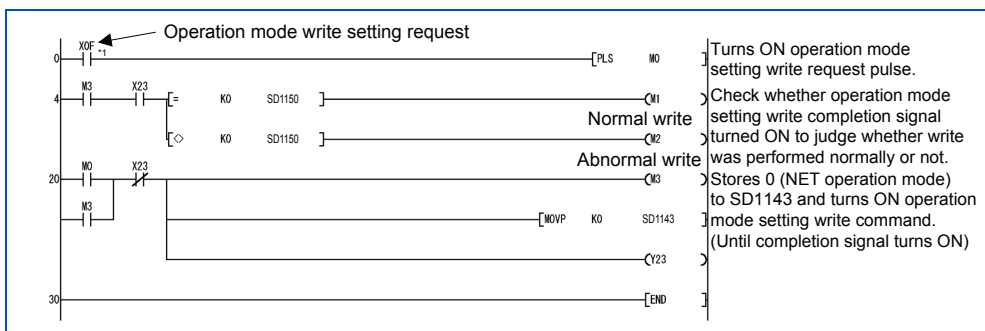 Operation mode write setting request
X0F
*1
0
[PLS M0 ]
Turns ON operation mode
setting write request pulse.
M3 X23
4
[= K0 SD1150 ]
(M1 )
Normal write
[<> K0 SD1150 ]
(M2 )
Abnormal write
Check whether operation mode
setting write completion signal
turned ON to judge whether write
was performed normally or not.
M0 X23
20
(M3 )
M3
[MOVP K0 SD1143 ]
(Y23 )
Stores 0 (NET operation mode)
to SD1143 and turns ON operation
mode setting write command.
(Until completion signal turns ON)
30
[END ]